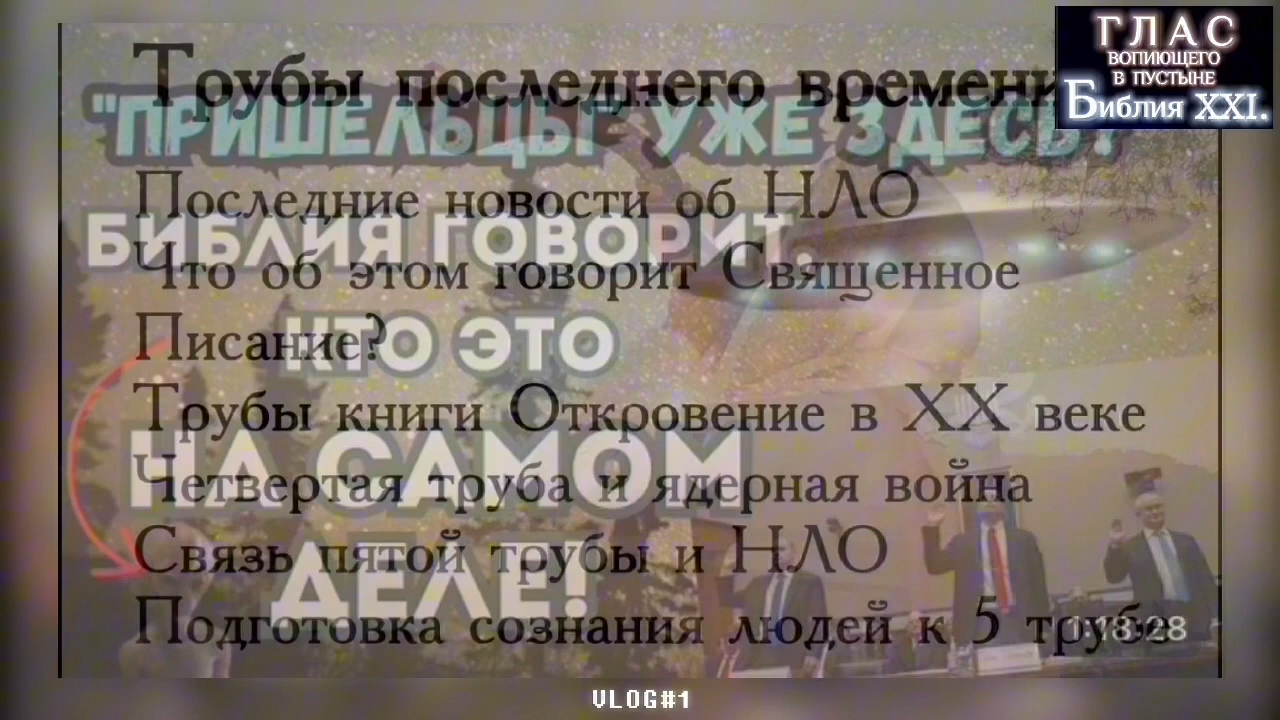 ГЛАС
ВОПИЮЩЕГО
В ПУСТЫНЕ
Библия XXI.
Трубы последнего времени
"ПРИШЕЛЬЦЫ" УЖЕ ЗДЕСЬ?
Последние новости об НЛО
БИБЛИЯ ГОВОРИТ,
Что об этом говорит Священное
Писание?
КТО ЭТО
Трубы книги Откровение в XX веке
НА САМОМ
Четвертая труба и ядерная война
Связь пятой трубы и НЛО
ДЕЛЕ!
Подготовка сознания людей к 5 трубе
1:18:28
VLOG#1